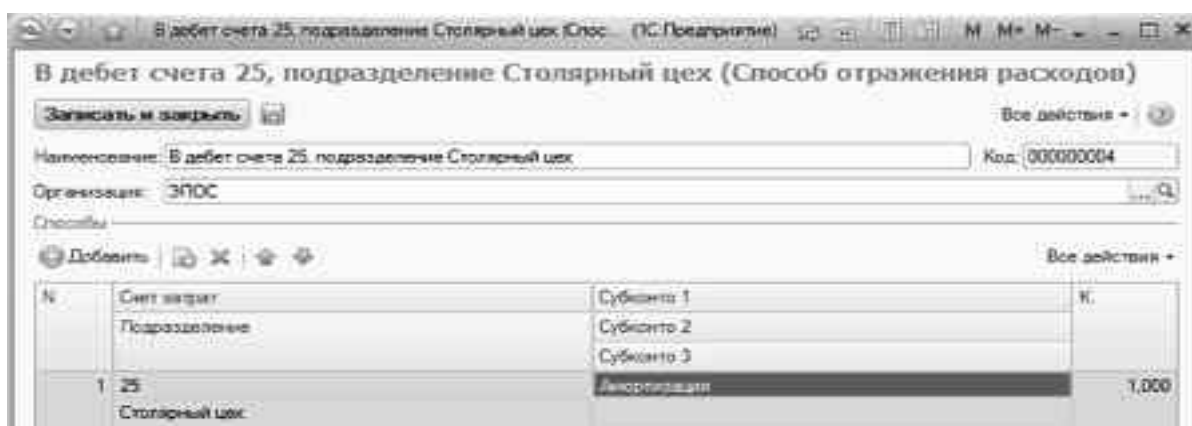 В дебет счета 25, подразделение Столярный цех (Спос... (1С:Предприятие) M M+ M-
В дебет счета 25, подразделение Столярный цех (Способ отражения расходов)
Записать и закрыть Все действия
Наименование: В дебет счета 25, подразделение Столярный цех Код: 000000004
Организация: ЭПОС
Способы
Добавить Все действия
N Счет затрат Субконто 1 К.
Подразделение Субконто 2
Субконто 3
1 25 Амортизация 1,000
Столярный цех